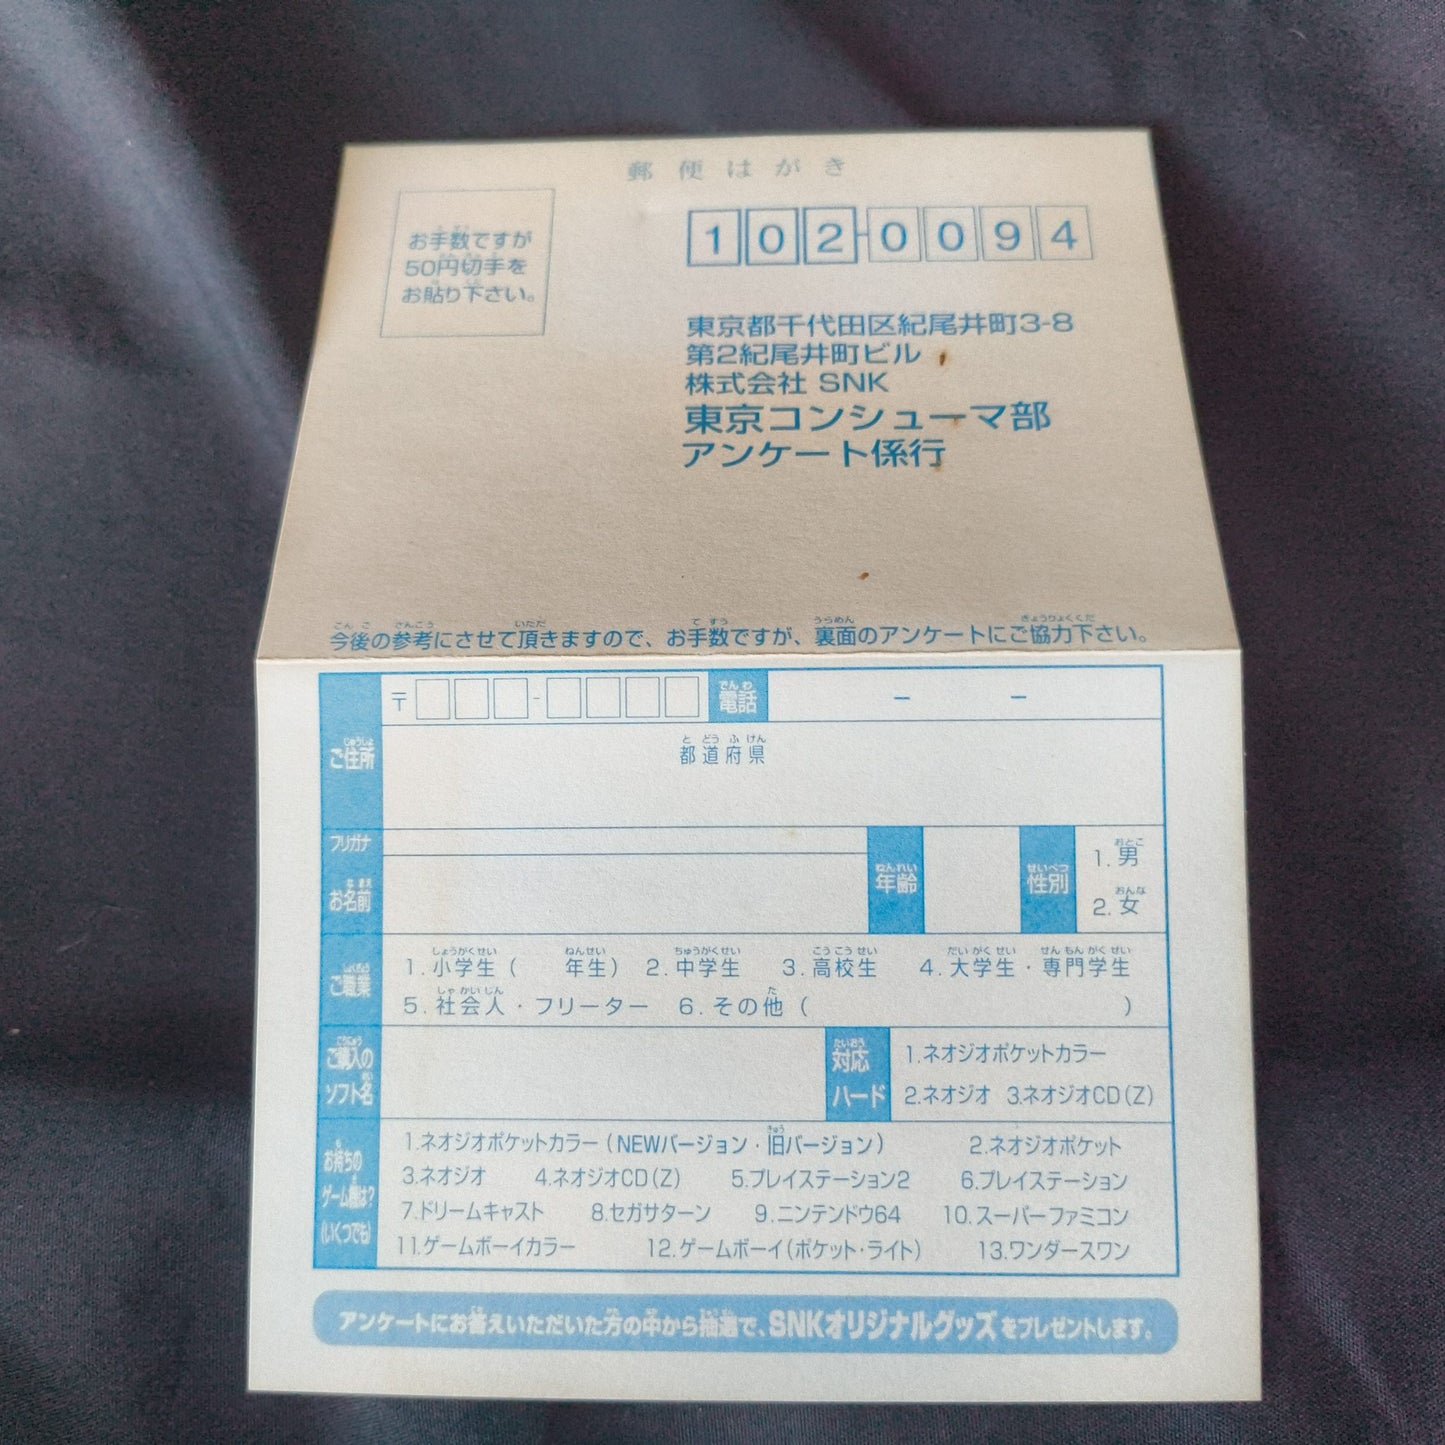 郵便はがき
お手数ですが
50円切手を
お貼り下さい。
102-0094
東京都千代田区紀尾井町3-8
第2紀尾井町ビル
株式会社 SNK
東京コンシューマ部
アンケート係行
今後の参考にさせて頂きますので、お手数ですが、裏面のアンケートにご協力下さい。
ご住所
〒 - 電話 － －
都道府県
フリガナ
お名前
年齢
性別
1.男
2.女
ご職業
1.小学生( 年生) 2.中学生 3.高校生 4.大学生・専門学生
5.社会人・フリーター 6.その他( )
ご購入の
ソフト名
対応
ハード
1.ネオジオポケットカラー
2.ネオジオ 3.ネオジオCD(Z)
お持ちの
ゲーム機は?
(いくつでも)
1.ネオジオポケットカラー(NEWバージョン・旧バージョン) 2.ネオジオポケット
3.ネオジオ 4.ネオジオCD(Z) 5.プレイステーション2 6.プレイステーション
7.ドリームキャスト 8.セガサターン 9.ニンテンドウ64 10.スーパーファミコン
11.ゲームボーイカラー 12.ゲームボーイ(ポケット・ライト) 13.ワンダースワン
アンケートにお答えいただいた方の中から抽選で、SNKオリジナルグッズをプレゼントします。